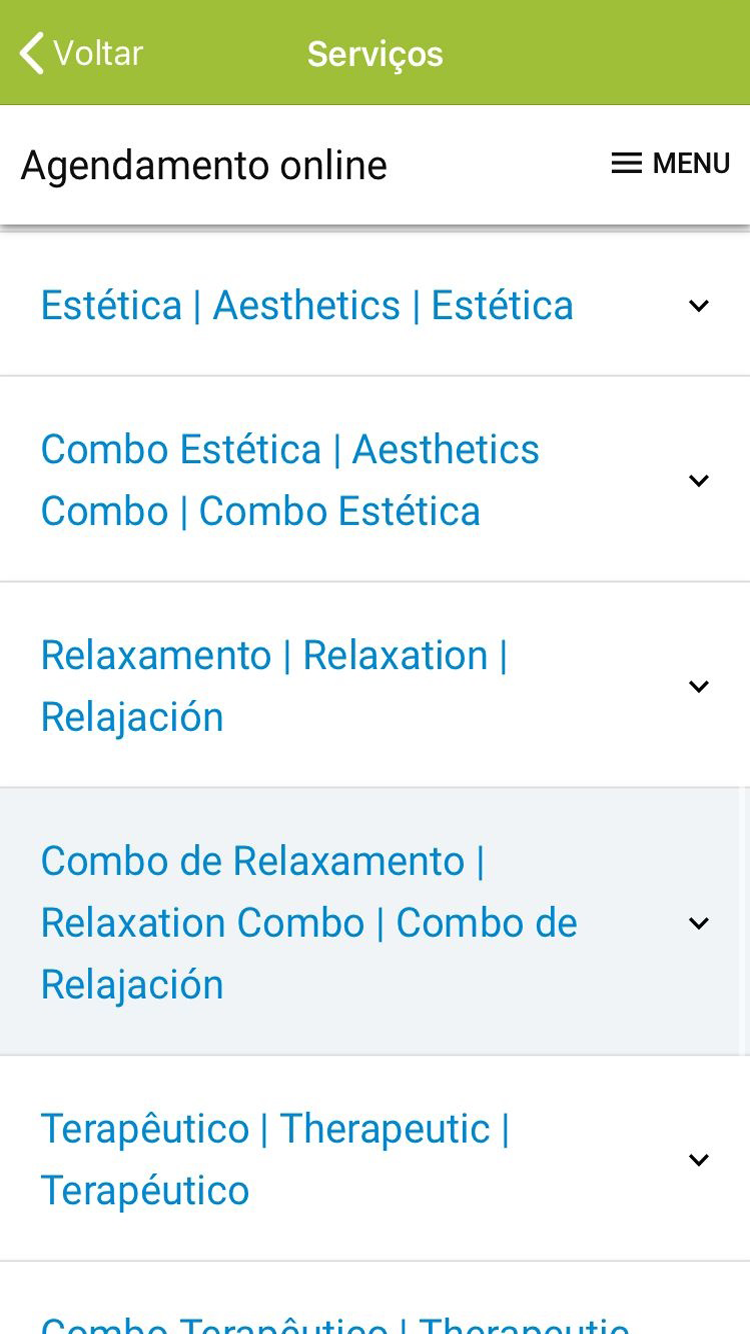 Voltar
Serviços
Agendamento online
MENU
Estética | Aesthetics | Estética
Combo Estética | Aesthetics
Combo | Combo Estética
Relaxamento | Relaxation |
Relajación
Combo de Relaxamento |
Relaxation Combo | Combo de
Relajación
Terapêutico | Therapeutic |
Terapéutico
Combo Terapêutico | Therapeutic